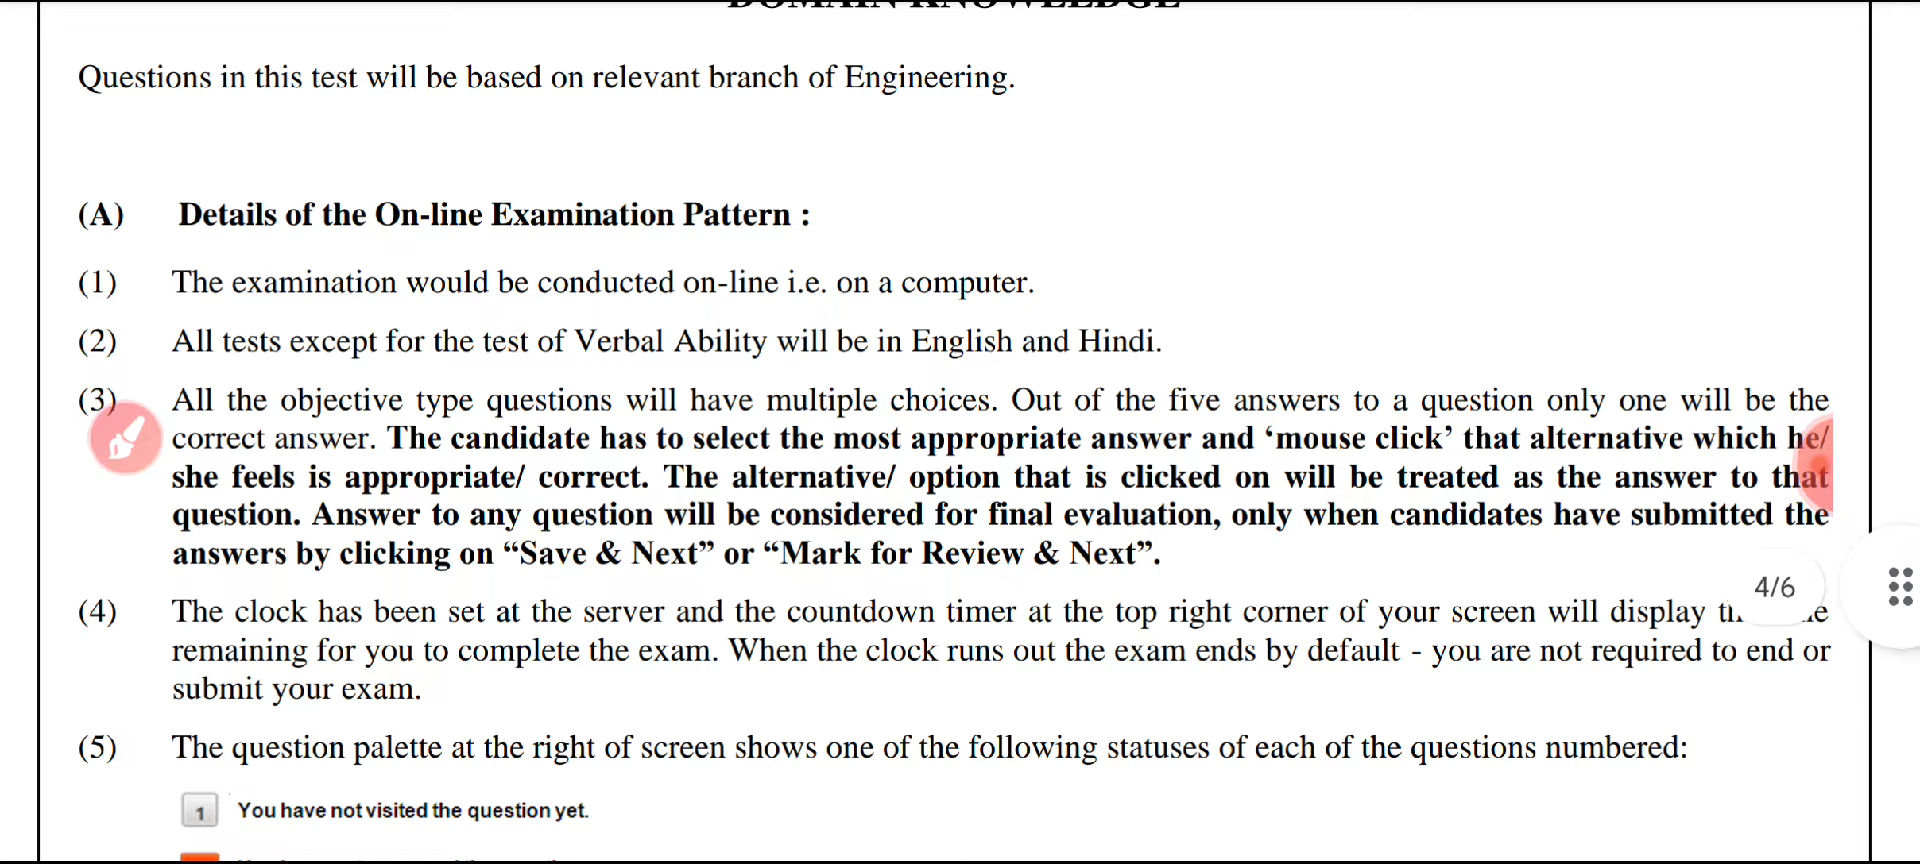 DOMAIN KNOWLEDGE
Questions in this test will be based on relevant branch of Engineering.
(A) Details of the On-line Examination Pattern :
(1) The examination would be conducted on-line i.e. on a computer.
(2) All tests except for the test of Verbal Ability will be in English and Hindi.
(3) All the objective type questions will have multiple choices. Out of the five answers to a question only one will be the
correct answer. The candidate has to select the most appropriate answer and ‘mouse click’ that alternative which he/
she feels is appropriate/ correct. The alternative/ option that is clicked on will be treated as the answer to that
question. Answer to any question will be considered for final evaluation, only when candidates have submitted the
answers by clicking on “Save & Next” or “Mark for Review & Next”.
4/6
(4) The clock has been set at the server and the countdown timer at the top right corner of your screen will display
remaining for you to complete the exam. When the clock runs out the exam ends by default - you are not required to end or
submit your exam.
(5) The question palette at the right of screen shows one of the following statuses of each of the questions numbered:
1 You have not visited the question yet.